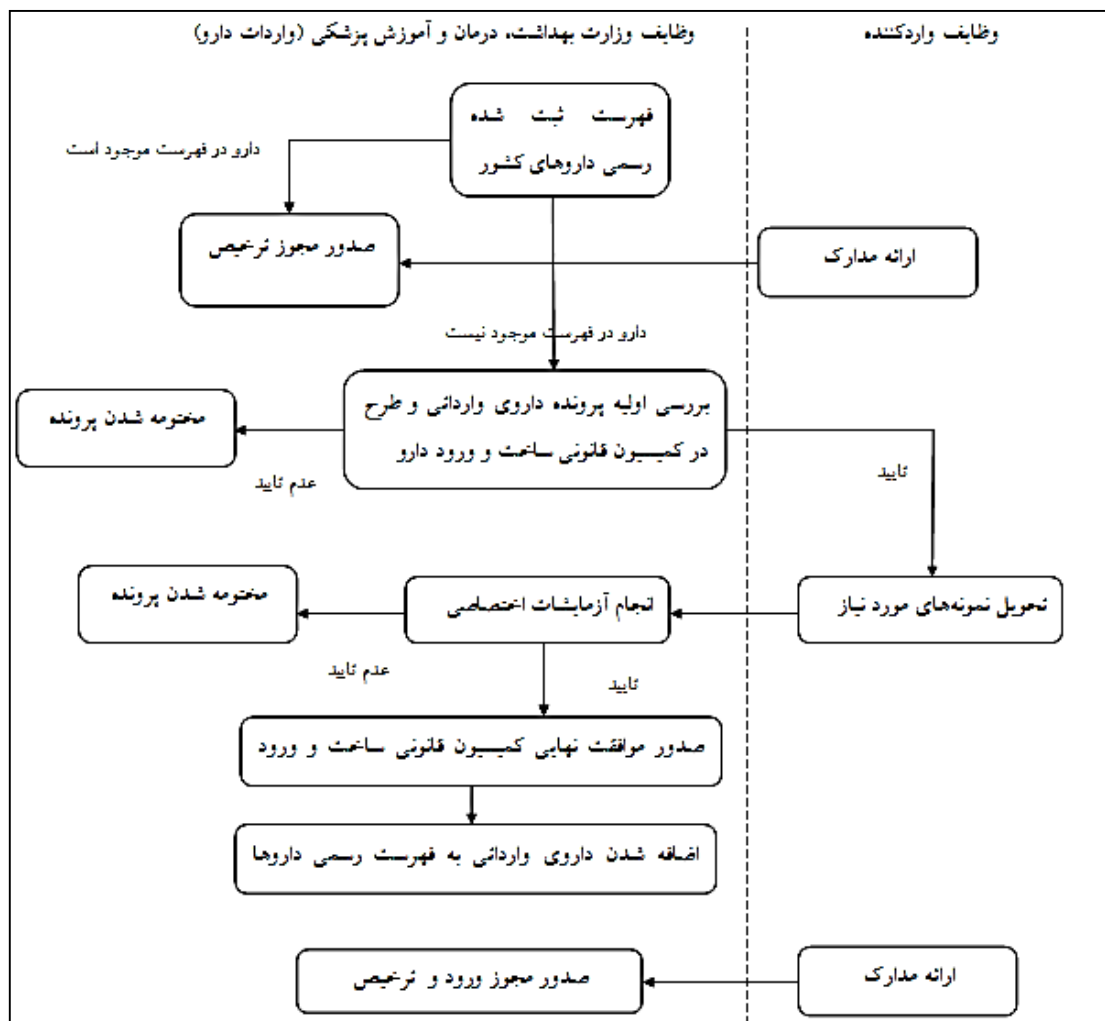 وظایف واردکننده
وظایف وزارت بهداشت، درمان و آموزش پزشکی (واردات دارو)
فهرست ثبت شده
رسمی داروهای کشور
دارو در فهرست موجود است
ارائه مدارک
صدور مجوز ترخیص
دارو در فهرست موجود نیست
بررسی اولیه پرونده داروی وارداتی و طرح
در کمیسیون قانونی ساخت و ورود دارو
مختومه شدن پرونده
تایید
عدم تایید
تحویل نمونه‌های مورد نیاز
انجام آزمایشات اختصاصی
مختومه شدن پرونده
تایید
عدم تایید
صدور موافقت نهایی کمیسیون قانونی ساخت و ورود
اضافه شدن داروی وارداتی به فهرست رسمی داروها
ارائه مدارک
صدور مجوز ورود و ترخیص